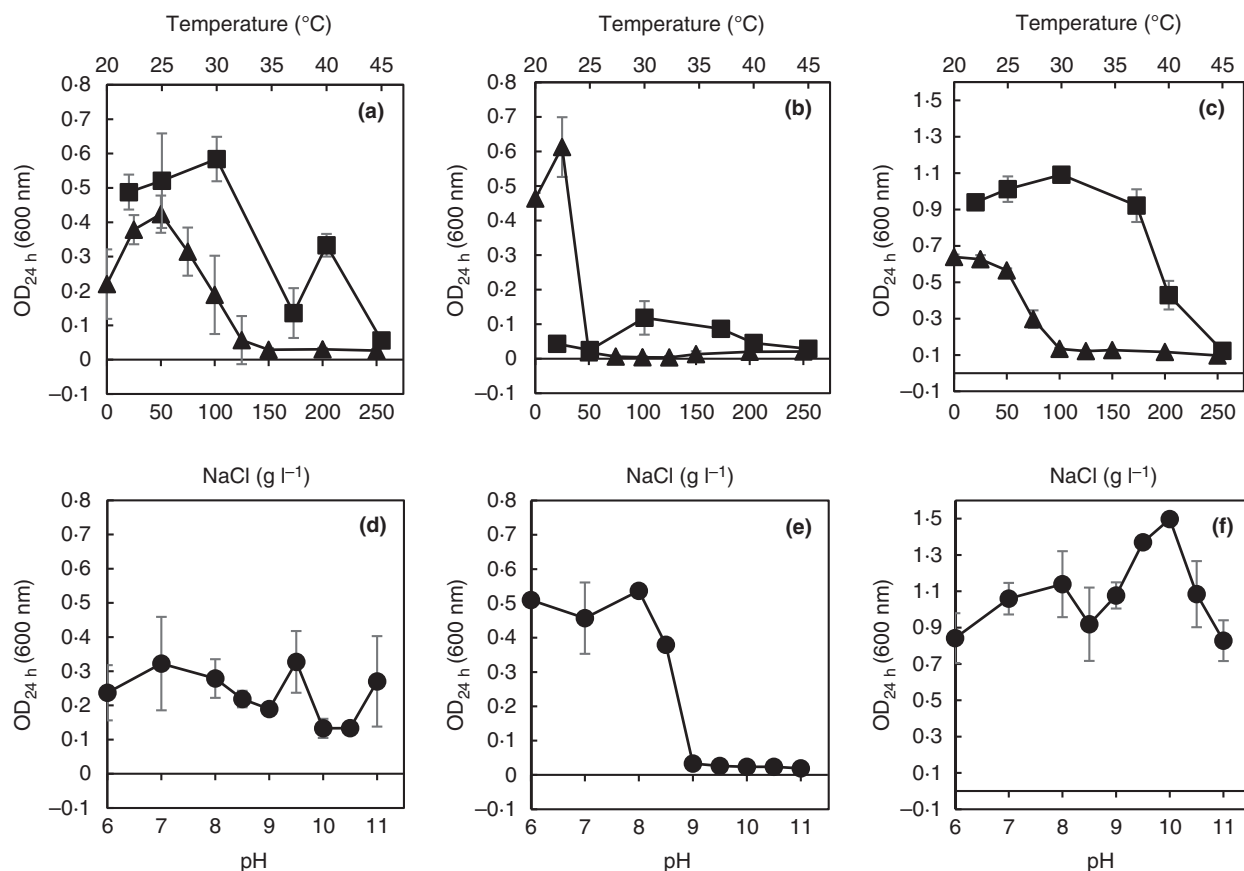 Temperature (°C) Temperature (°C) Temperature (°C)
20 25 30 35 40 45 20 25 30 35 40 45 20 25 30 35 40 45
0·8 (a) 0·8 (b) 1·5 (c)
0·7 0·7 1·3
0·6 0·6 1·1
0·5 0·5 0·9
0·4 0·4 0·7
0·3 0·3 0·5
0·2 0·2 0·3
0·1 0·1 0·1
0 0 –0·1
–0·1 –0·1
OD24 h (600 nm) OD24 h (600 nm) OD24 h (600 nm)
0 50 100 150 200 250 0 50 100 150 200 250 0 50 100 150 200 250
NaCl (g l–1) NaCl (g l–1) NaCl (g l–1)
0·8 (d) 0·8 (e) 1·5 (f)
0·7 0·7 1·3
0·6 0·6 1·1
0·5 0·5 0·9
0·4 0·4 0·7
0·3 0·3 0·5
0·2 0·2 0·3
0·1 0·1 0·1
0 0 –0·1
–0·1 –0·1
OD24 h (600 nm) OD24 h (600 nm) OD24 h (600 nm)
6 7 8 9 10 11 6 7 8 9 10 11 6 7 8 9 10 11
pH pH pH